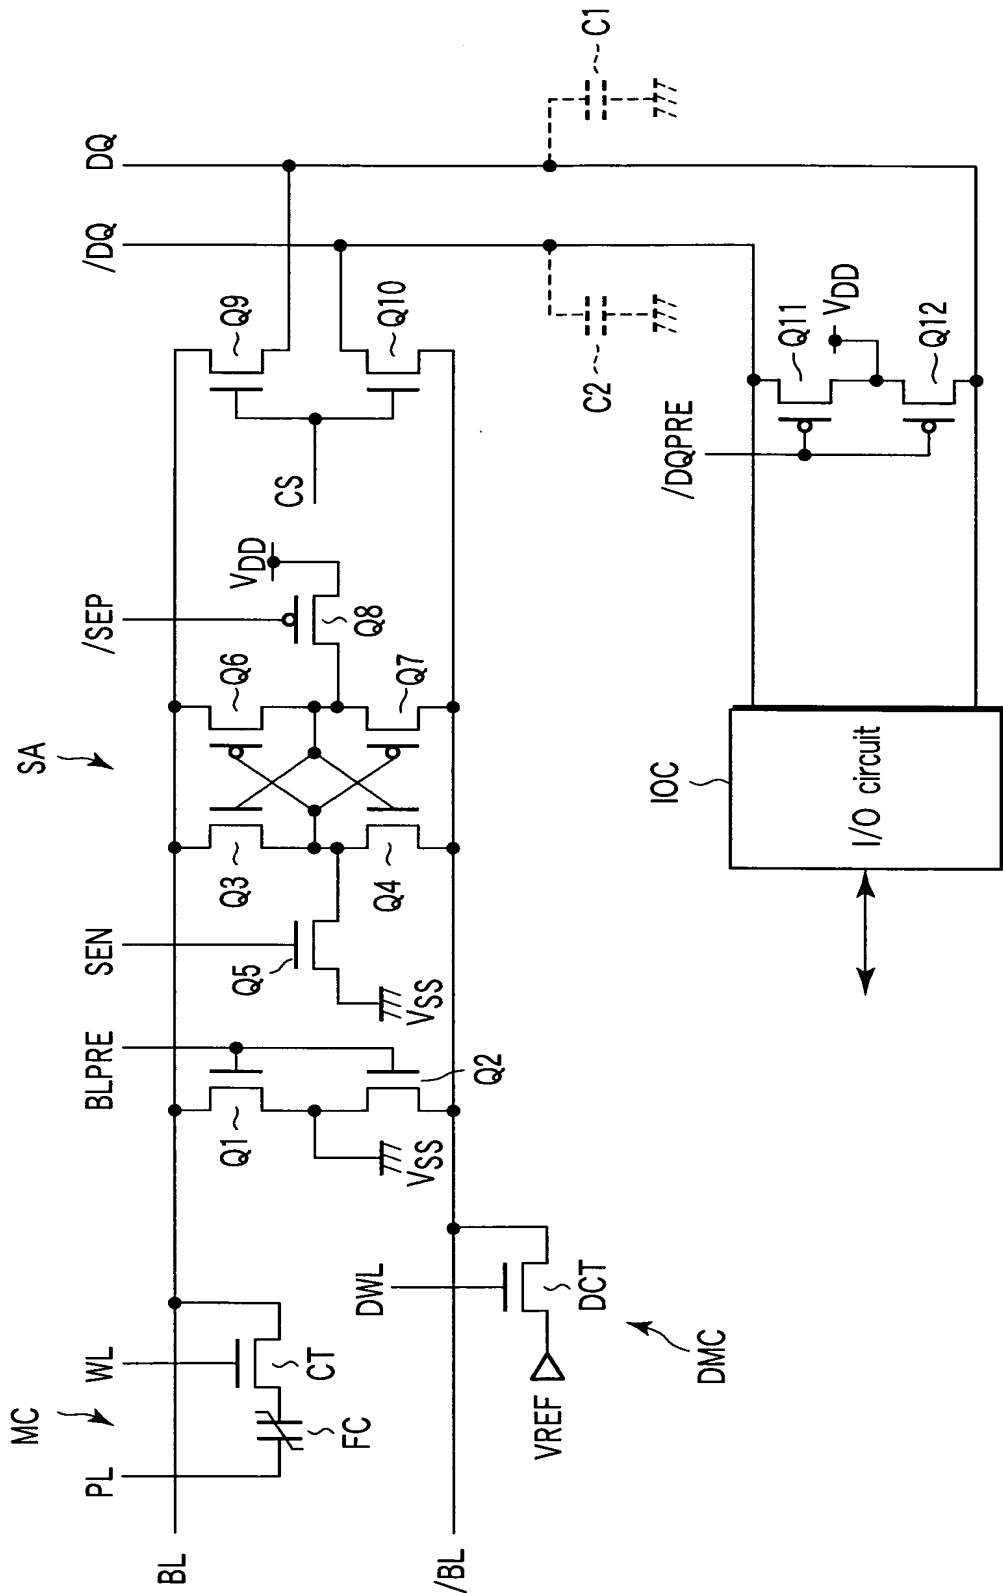 MC
PL
WL
BL
FC
CT
BLPRE
SEN
SA
/SEP
Q1
VSS
Q2
Q5
VSS
Q3
Q4
Q6
Q7
Q8
VDD
CS
Q9
Q10
/DQ
DQ
/BL
DWL
VREF
DCT
DMC
C2
C1
/DQPRE
Q11
VDD
Q12
IOC
I/O circuit